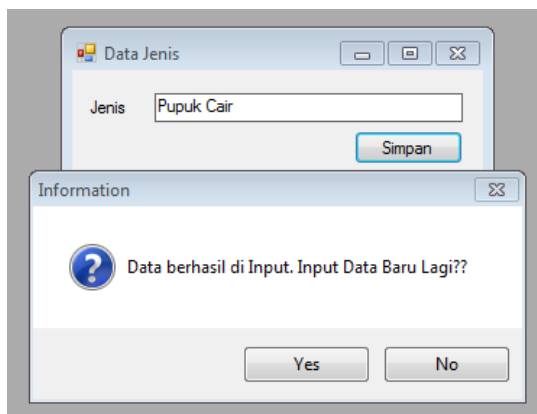 Data Jenis
Jenis Pupuk Cair
Simpan
Information
Data berhasil di Input. Input Data Baru Lagi??
Yes No